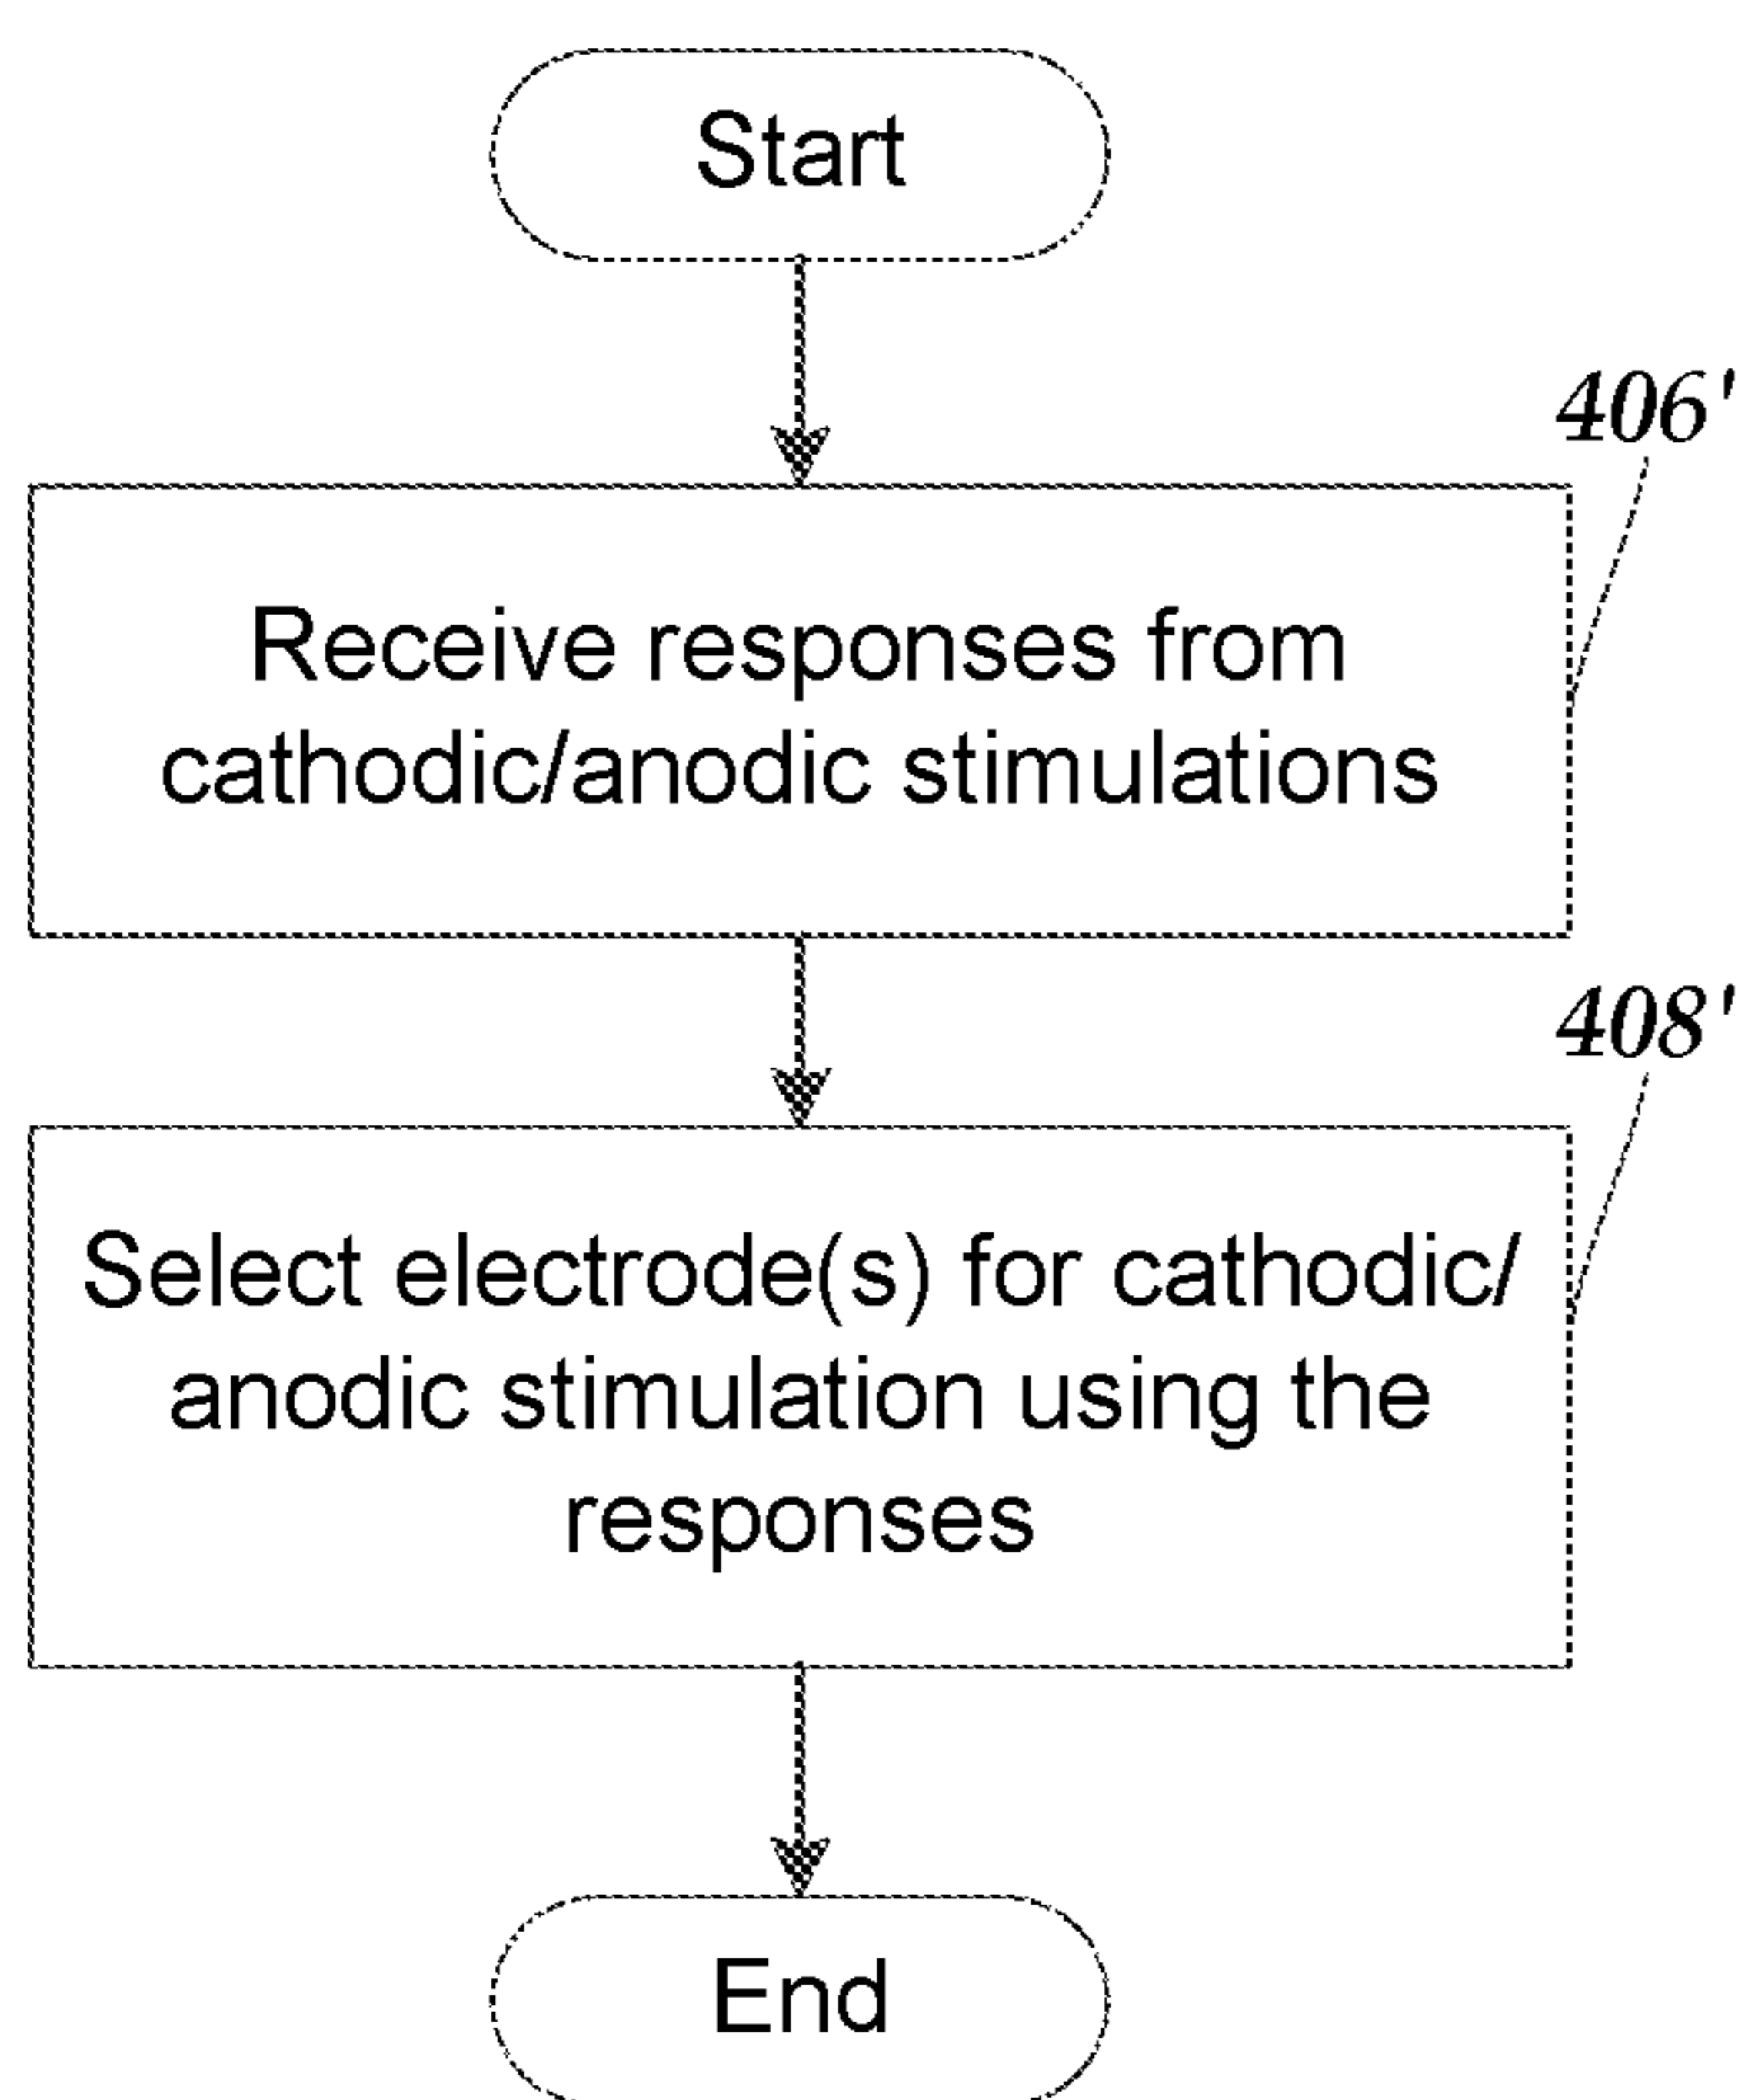 Start
406'
Receive responses from
cathodic/anodic stimulations
408'
Select electrode(s) for cathodic/
anodic stimulation using the
responses
End